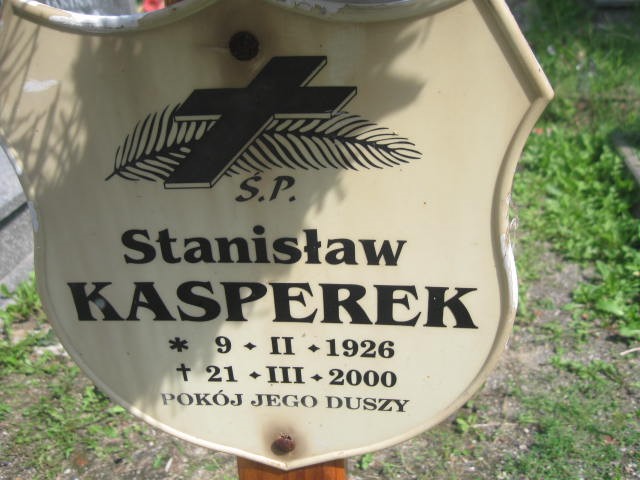 Ś.P.
Stanisław
KASPEREK
* 9 ✦ II ✦ 1926
† 21 ✦ III ✦ 2000
POKÓJ JEGO DUSZY